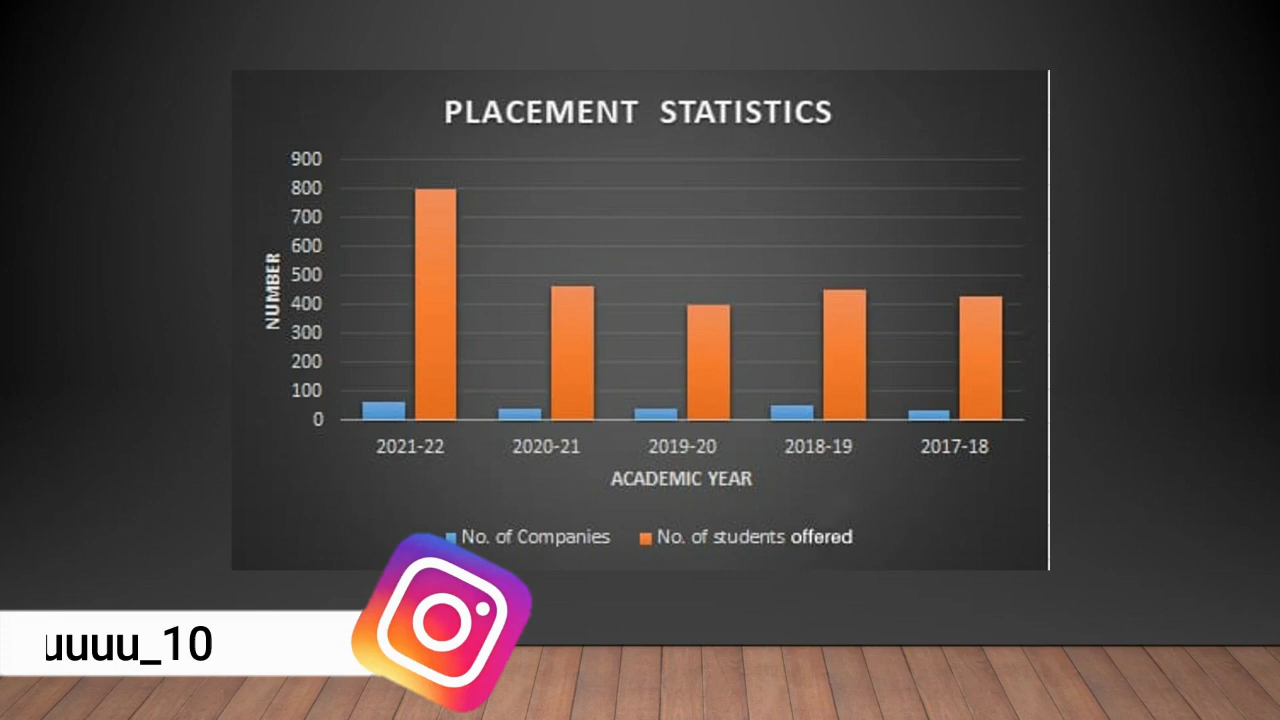 PLACEMENT STATISTICS
900
800
700
600
500
400
300
200
100
0
NUMBER
2021-22 2020-21 2019-20 2018-19 2017-18
ACADEMIC YEAR
No. of Companies No. of students offered
uuuu_10